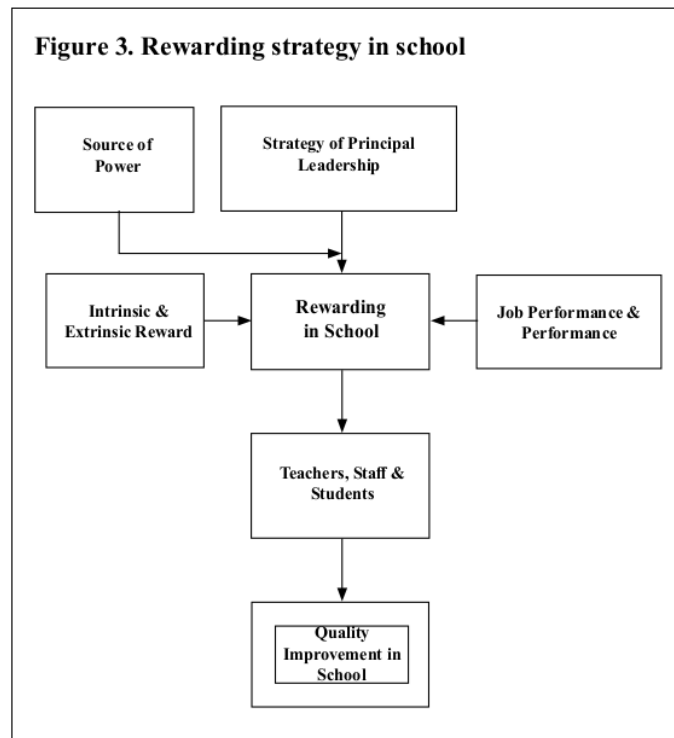 Figure 3. Rewarding strategy in school
Source of
Power
Strategy of Principal
Leadership
Intrinsic &
Extrinsic Reward
Rewarding
in School
Job Performance &
Performance
Teachers, Staff &
Students
Quality
Improvement in
School